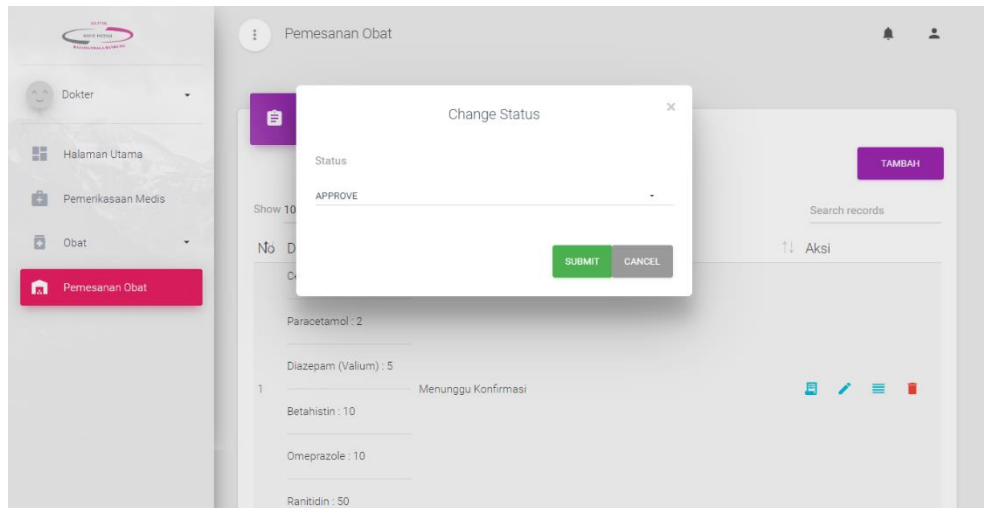 Pemesanan Obat
Dokter
Halaman Utama
Pemerikasaan Medis
Obat
Pemesanan Obat
Change Status
×
Status
APPROVE
SUBMIT
CANCEL
TAMBAH
Show 10
Search records
No
Aksi
Paracetamol : 2
Diazepam (Valium) : 5
1
Menunggu Konfirmasi
Betahistin : 10
Omeprazole : 10
Ranitidin : 50